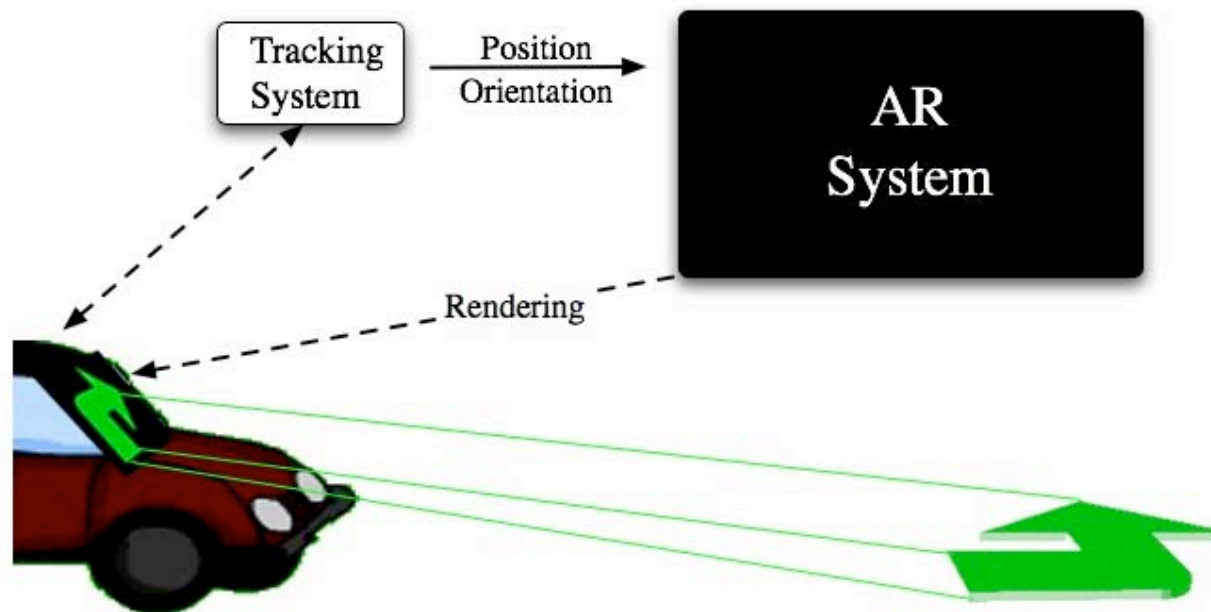 Tracking
System
Position
Orientation
AR
System
Rendering